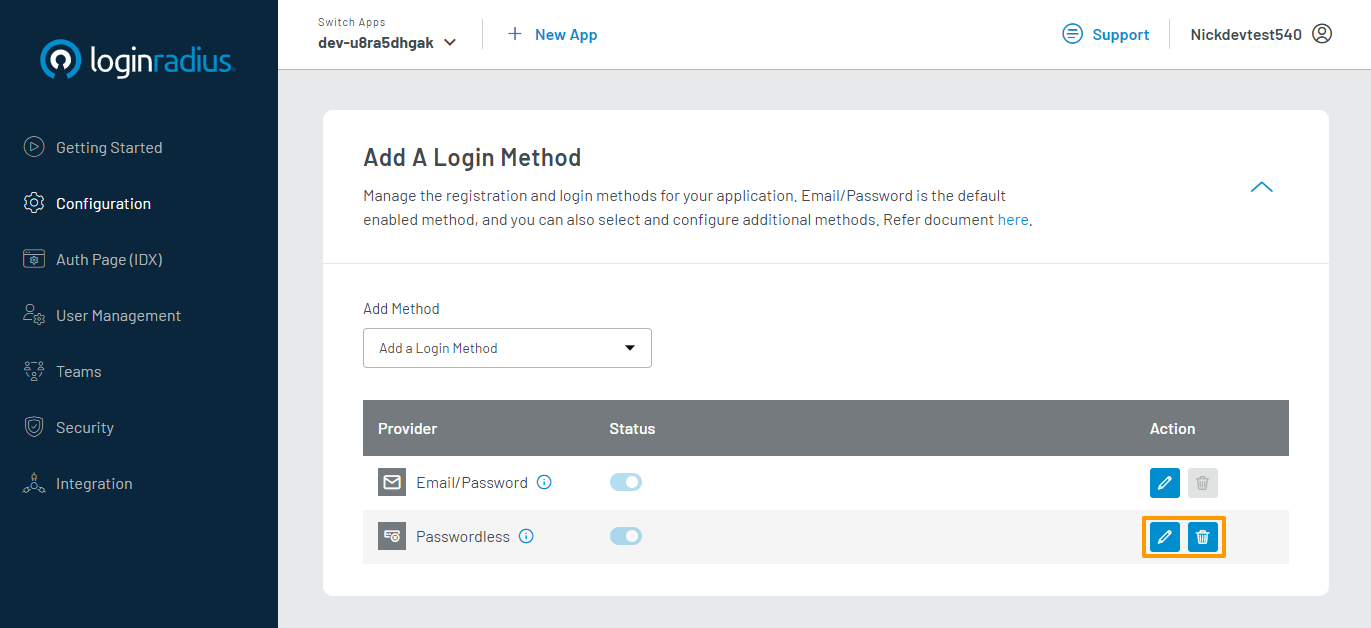 loginradius
Getting Started
Configuration
Auth Page (IDX)
User Management
Teams
Security
Integration
Switch Apps
dev-u8ra5dhgak
New App
Support
Nickdevtest540
Add A Login Method
Manage the registration and login methods for your application. Email/Password is the default
enabled method, and you can also select and configure additional methods. Refer document here.
Add Method
Add a Login Method
Provider Status Action
Email/Password
Passwordless